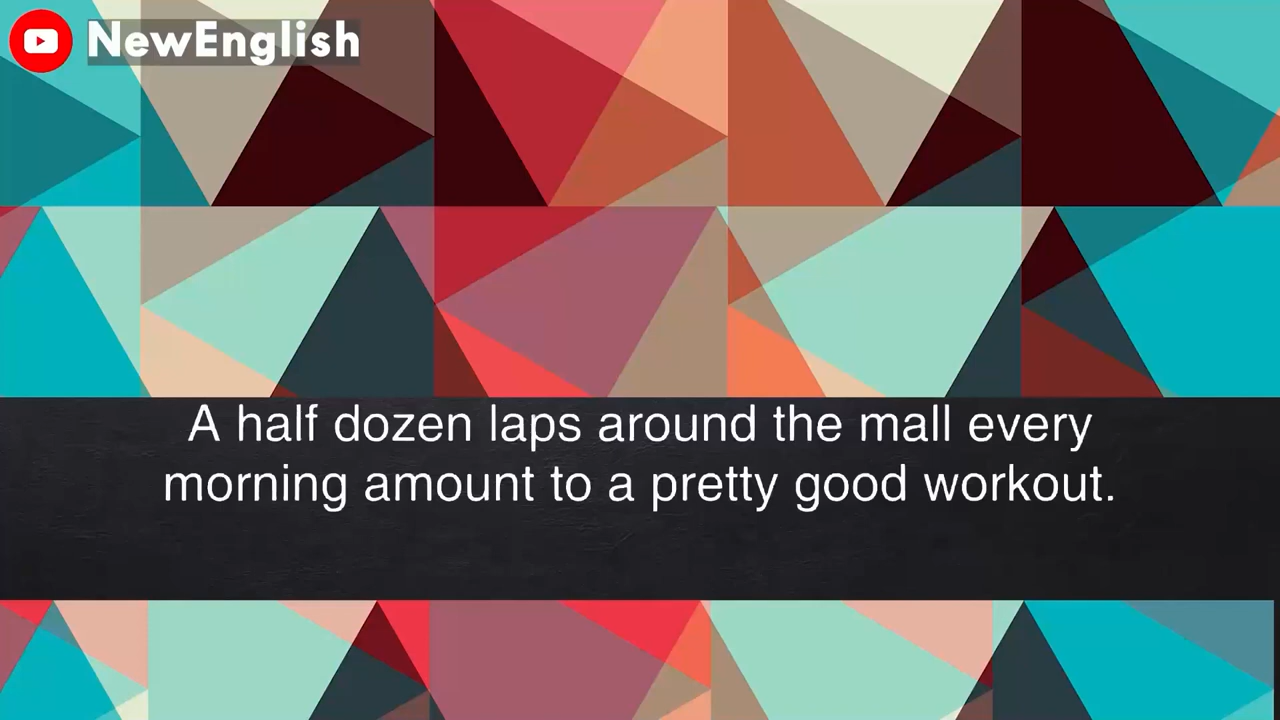 NewEnglish
A half dozen laps around the mall every
morning amount to a pretty good workout.